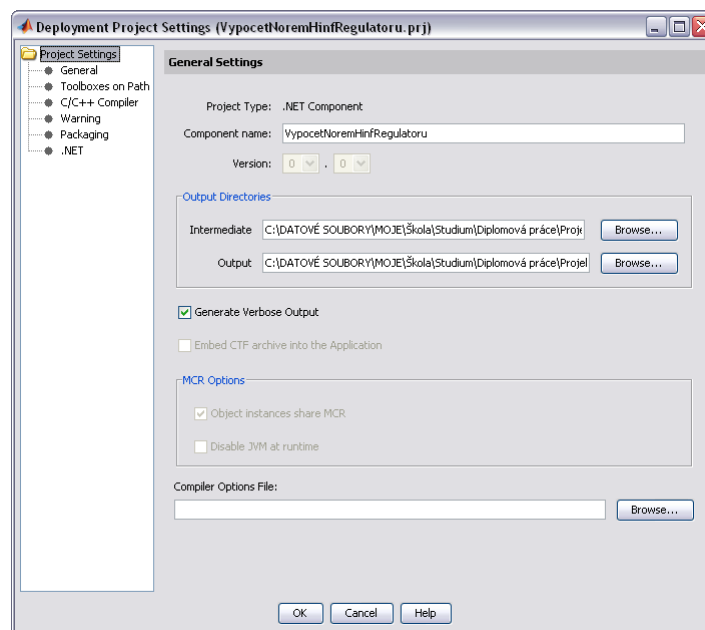 Deployment Project Settings (VypocetNoremHinfRegulatoru.prj)
Project Settings
General
Toolboxes on Path
C/C++ Compiler
Warning
Packaging
.NET
General Settings
Project Type: .NET Component
Component name: VypocetNoremHinfRegulatoru
Version: 0 . 0
Output Directories
Intermediate C:\DATOVÉ SOUBORY\MOJE\Škola\Studium\Diplomová práce\Proje Browse...
Output C:\DATOVÉ SOUBORY\MOJE\Škola\Studium\Diplomová práce\Projel Browse...
Generate Verbose Output
Embed CTF archive into the Application
MCR Options
Object instances share MCR
Disable JVM at runtime
Compiler Options File:
Browse...
OK Cancel Help